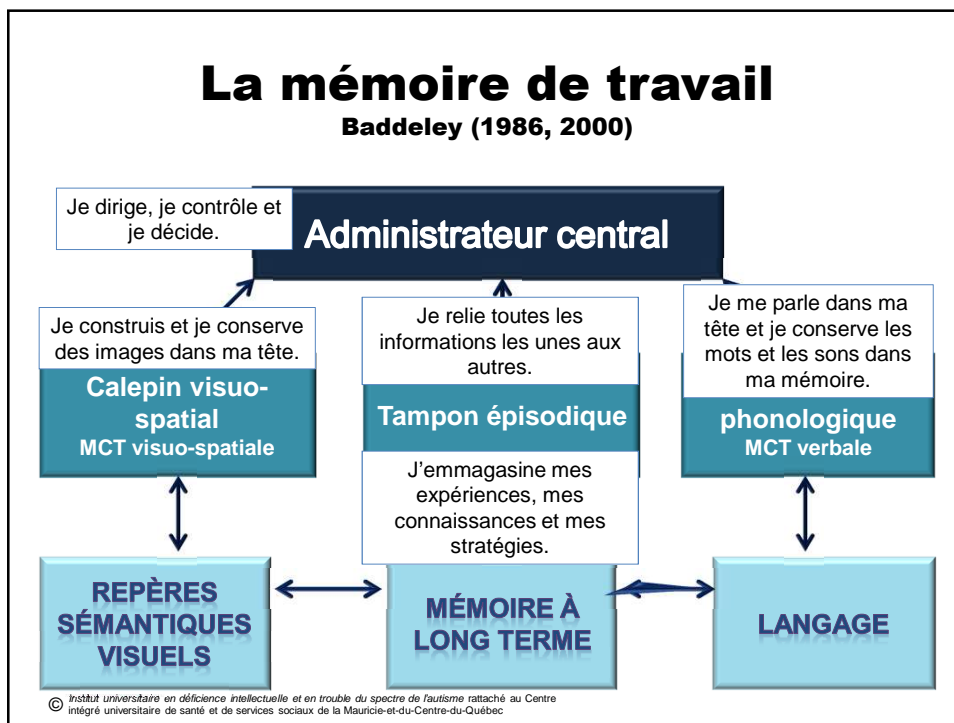 La mémoire de travail
Baddeley (1986, 2000)
Je dirige, je contrôle et
je décide.
Administrateur central
Je construis et je conserve
des images dans ma tête.
Je relie toutes les
informations les unes aux
autres.
Je me parle dans ma
tête et je conserve les
mots et les sons dans
ma mémoire.
Calepin visuo-
spatial
MCT visuo-spatiale
Tampon épisodique
phonologique
MCT verbale
J’emmagasine mes
expériences, mes
connaissances et mes
stratégies.
REPÈRES
SÉMANTIQUES
VISUELS
MÉMOIRE À
LONG TERME
LANGAGE
© Institut universitaire en déficience intellectuelle et en trouble du spectre de l'autisme rattaché au Centre
intégré universitaire de santé et de services sociaux de la Mauricie-et-du-Centre-du-Québec